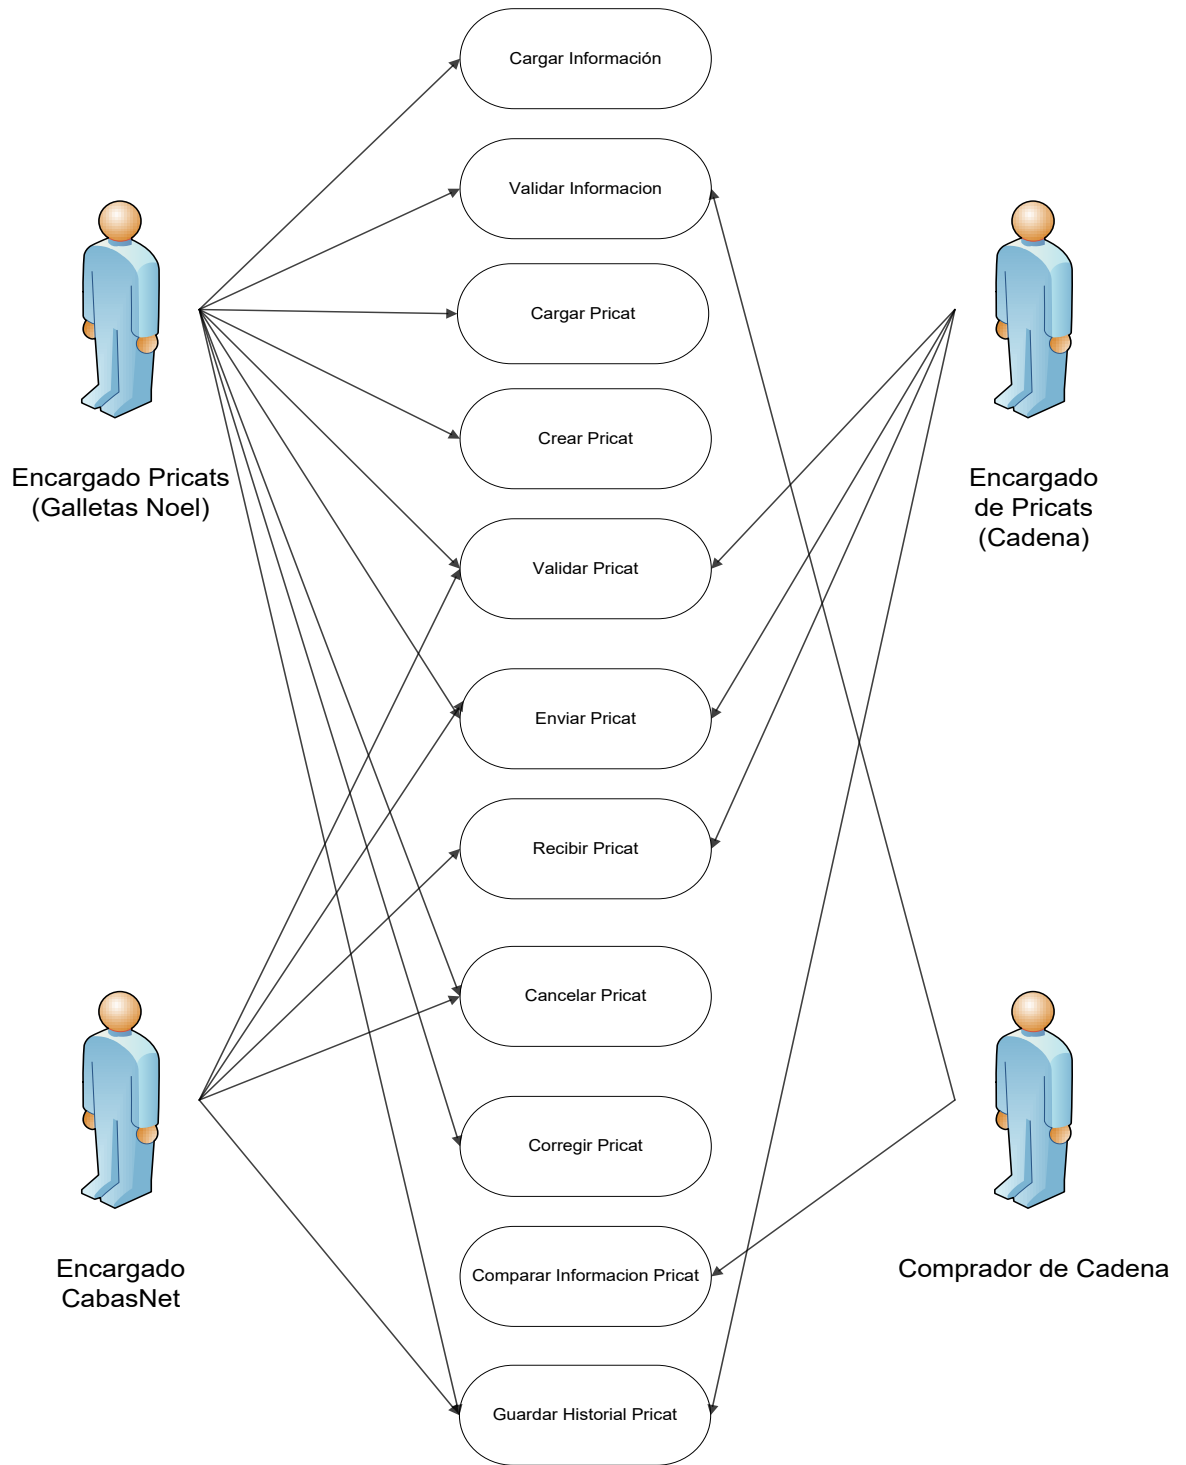 Cargar Información
Validar Informacion
Cargar Pricat
Crear Pricat
Encargado Pricats
(Galletas Noel)
Encargado
de Pricats
(Cadena)
Validar Pricat
Enviar Pricat
Recibir Pricat
Cancelar Pricat
Corregir Pricat
Encargado
CabasNet
Comparar Informacion Pricat
Comprador de Cadena
Guardar Historial Pricat